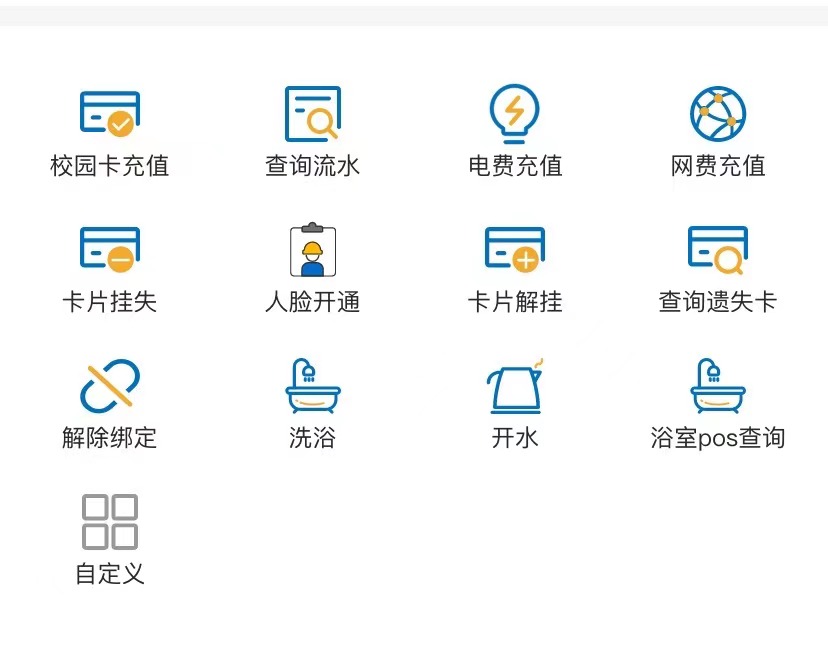 校园卡充值
查询流水
电费充值
网费充值
卡片挂失
人脸开通
卡片解挂
查询遗失卡
解除绑定
洗浴
开水
浴室pos查询
自定义